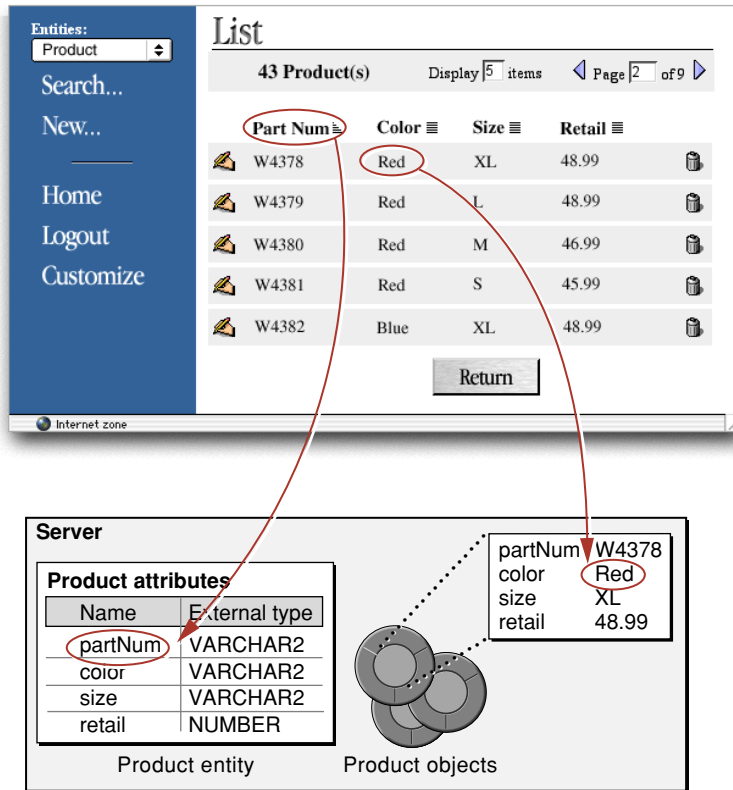 Entities:
Product
Search...
New...
Home
Logout
Customize
List
43 Product(s) Display 5 items Page 2 of 9
Part Num Color Size Retail
W4378 Red XL 48.99
W4379 Red L 48.99
W4380 Red M 46.99
W4381 Red S 45.99
W4382 Blue XL 48.99
Return
Internet zone
Server
Product attributes
Name External type
partNum VARCHAR2
color VARCHAR2
size VARCHAR2
retail NUMBER
Product entity
partNum W4378
color Red
size XL
retail 48.99
Product objects